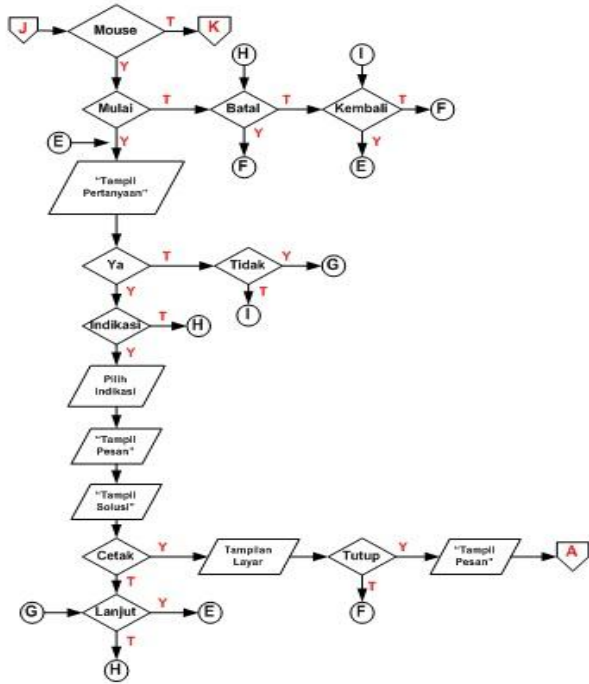 J
Mouse
T
K
Y
H
I
Mulai
T
Batal
T
Kembali
T
F
E
Y
Y
Y
F
E
"Tampil
Pertanyaan"
Ya
T
Tidak
Y
G
Y
T
I
Indikasi
T
H
Y
Pilih
Indikasi
"Tampil
Pesan"
"Tampil
Solusi"
Cetak
Y
Tampilan
Layar
Tutup
Y
"Tampil
Pesan"
A
T
T
F
G
Lanjut
Y
E
T
H